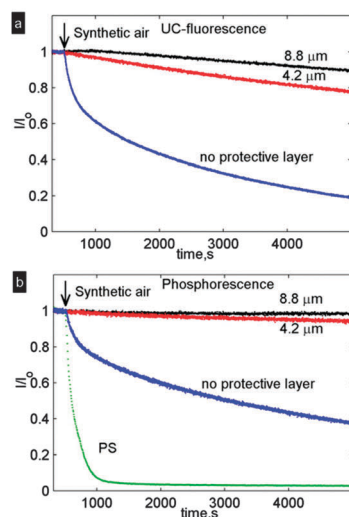 a
Synthetic air
UC-fluorescence
8.8 µm
4.2 µm
no protective layer
I/Io
1
0.8
0.6
0.4
0.2
0
1000 2000 3000 4000
time,s
b
Synthetic air
Phosphorescence
8.8 µm
4.2 µm
no protective layer
PS
I/Io
1
0.8
0.6
0.4
0.2
0
1000 2000 3000 4000
time,s